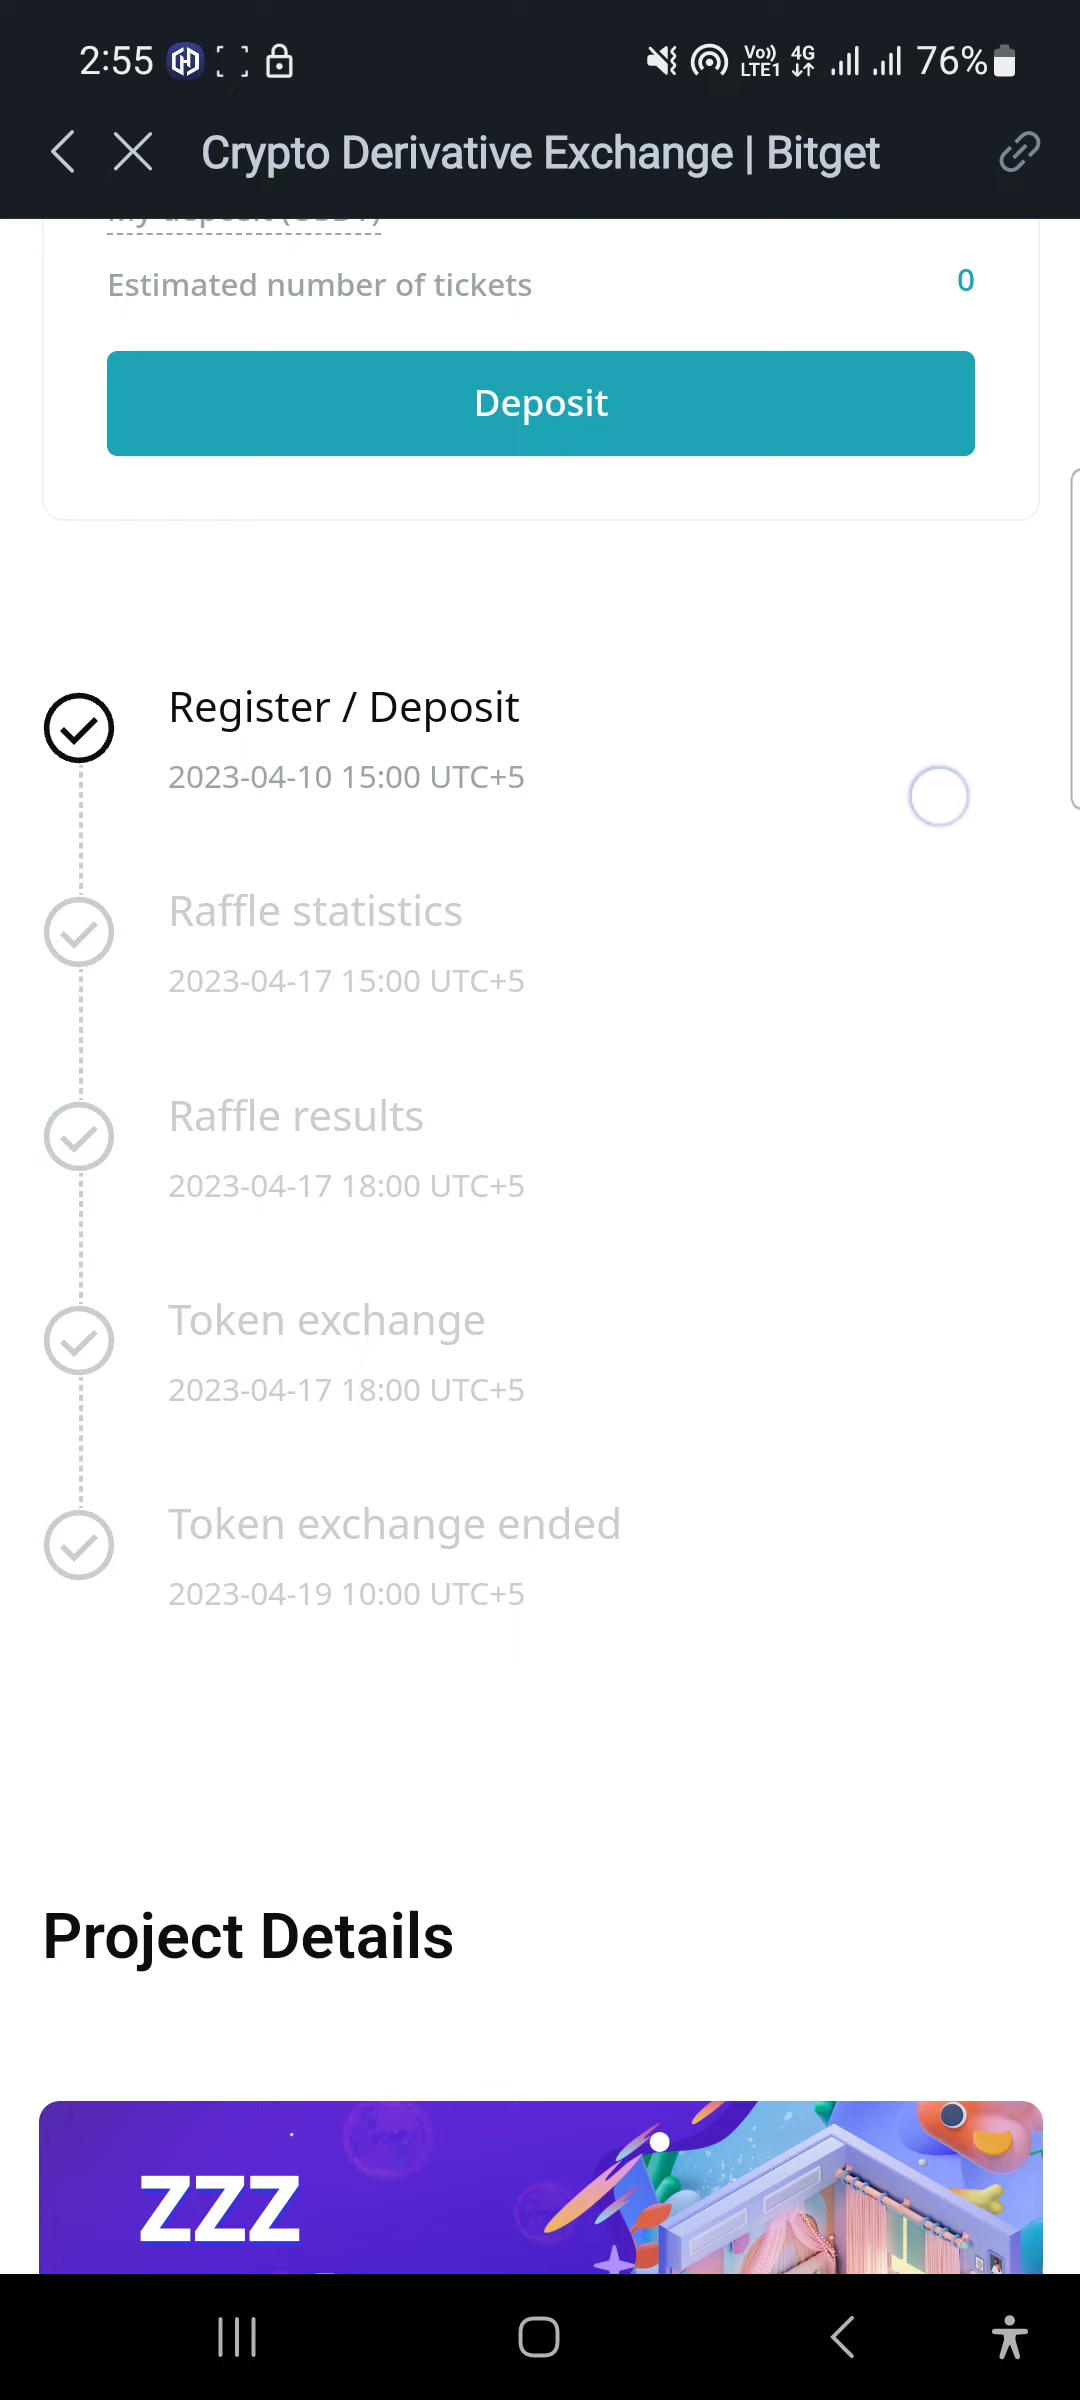 2:55
Vo)) LTE1 4G 76%
Crypto Derivative Exchange | Bitget
Estimated number of tickets 0
Deposit
Register / Deposit
2023-04-10 15:00 UTC+5
Raffle statistics
2023-04-17 15:00 UTC+5
Raffle results
2023-04-17 18:00 UTC+5
Token exchange
2023-04-17 18:00 UTC+5
Token exchange ended
2023-04-19 10:00 UTC+5
Project Details
ZZZ